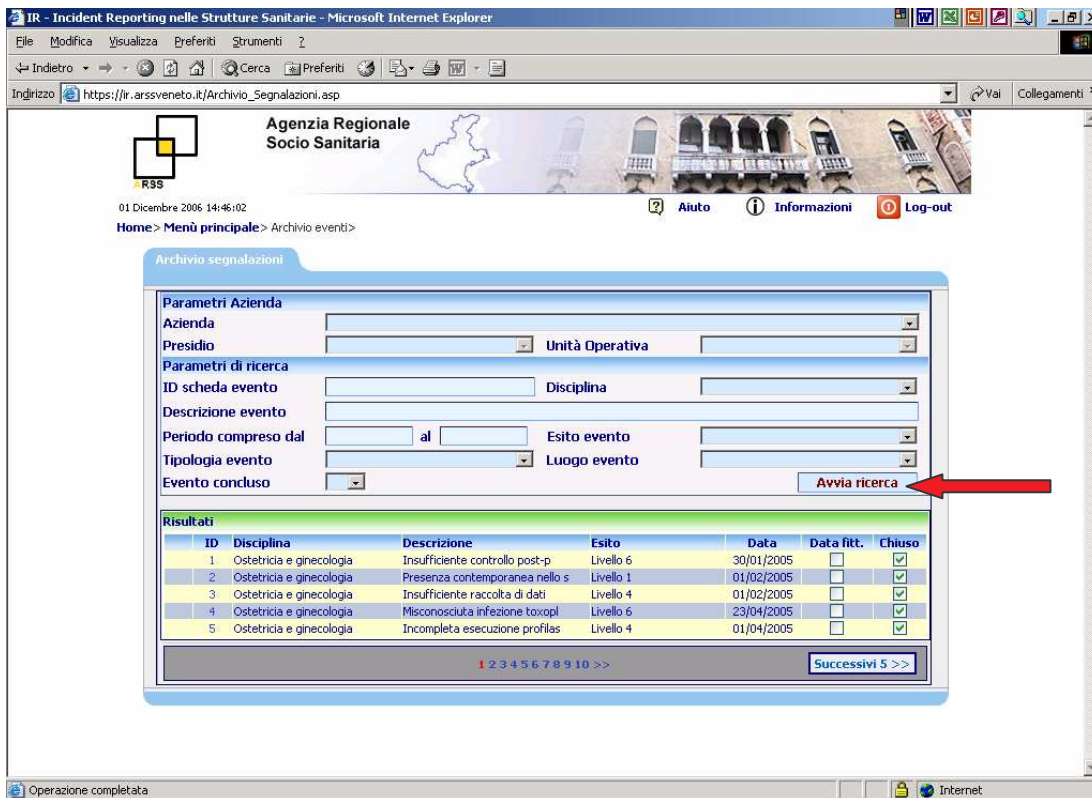 IR - Incident Reporting nelle Strutture Sanitarie - Microsoft Internet Explorer
File Modifica Visualizza Preferiti Strumenti ?
Indietro Cerca Preferiti
Indirizzo https://ir.arssveneto.it/Archivio_Segnalazioni.asp Vai Collegamenti
Agenzia Regionale
Socio Sanitaria
ARSS
01 Dicembre 2006 14:46:02 Aiuto Informazioni Log-out
Home> Menù principale> Archivio eventi>
Archivio segnalazioni
Parametri Azienda
Azienda
Presidio Unità Operativa
Parametri di ricerca
ID scheda evento Disciplina
Descrizione evento
Periodo compreso dal al Esito evento
Tipologia evento Luogo evento
Evento concluso Avvia ricerca
Risultati
ID Disciplina Descrizione Esito Data Data fitt. Chiuso
1 Ostetricia e ginecologia Insufficiente controllo post-p Livello 6 30/01/2005
2 Ostetricia e ginecologia Presenza contemporanea nello s Livello 1 01/02/2005
3 Ostetricia e ginecologia Insufficiente raccolta di dati Livello 4 01/02/2005
4 Ostetricia e ginecologia Misconosciuta infezione toxopl Livello 6 23/04/2005
5 Ostetricia e ginecologia Incompleta esecuzione profilas Livello 4 01/04/2005
1 2 3 4 5 6 7 8 9 10 >> Successivi 5 >>
Operazione completata Internet